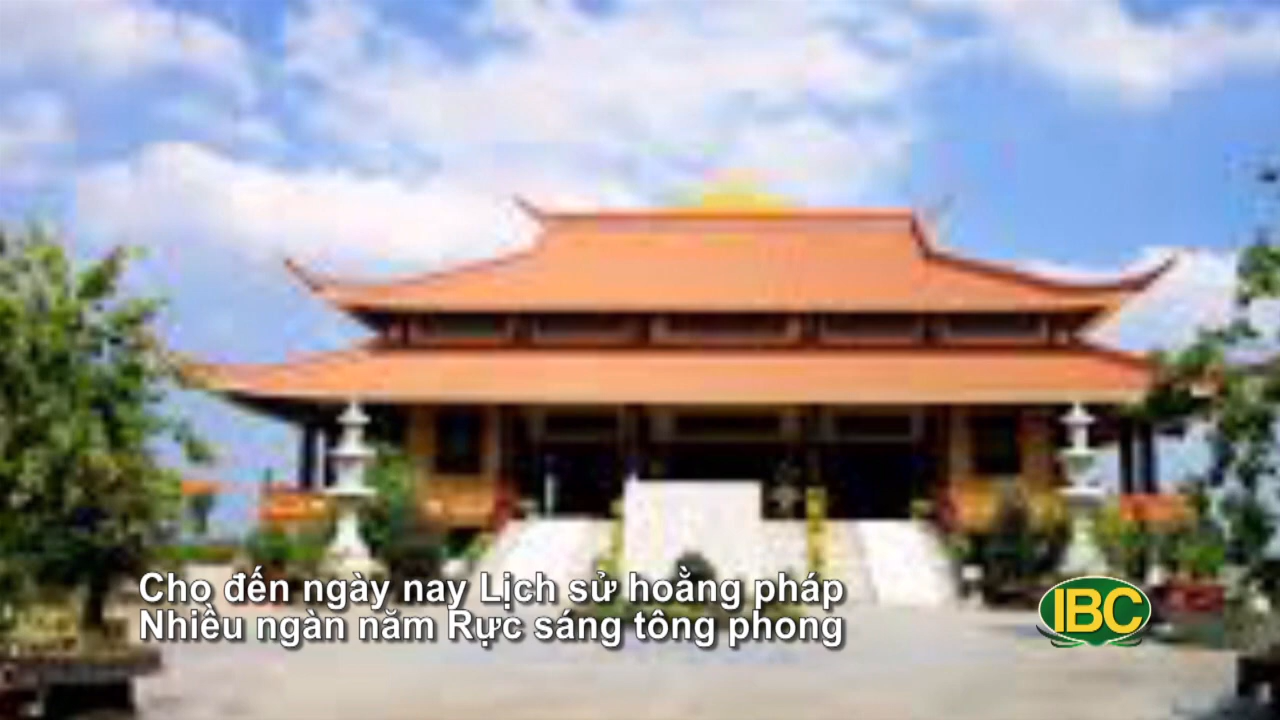 Cho đến ngày nay Lịch sử hoằng pháp
Nhiều ngàn năm Rực sáng tông phong
IBC